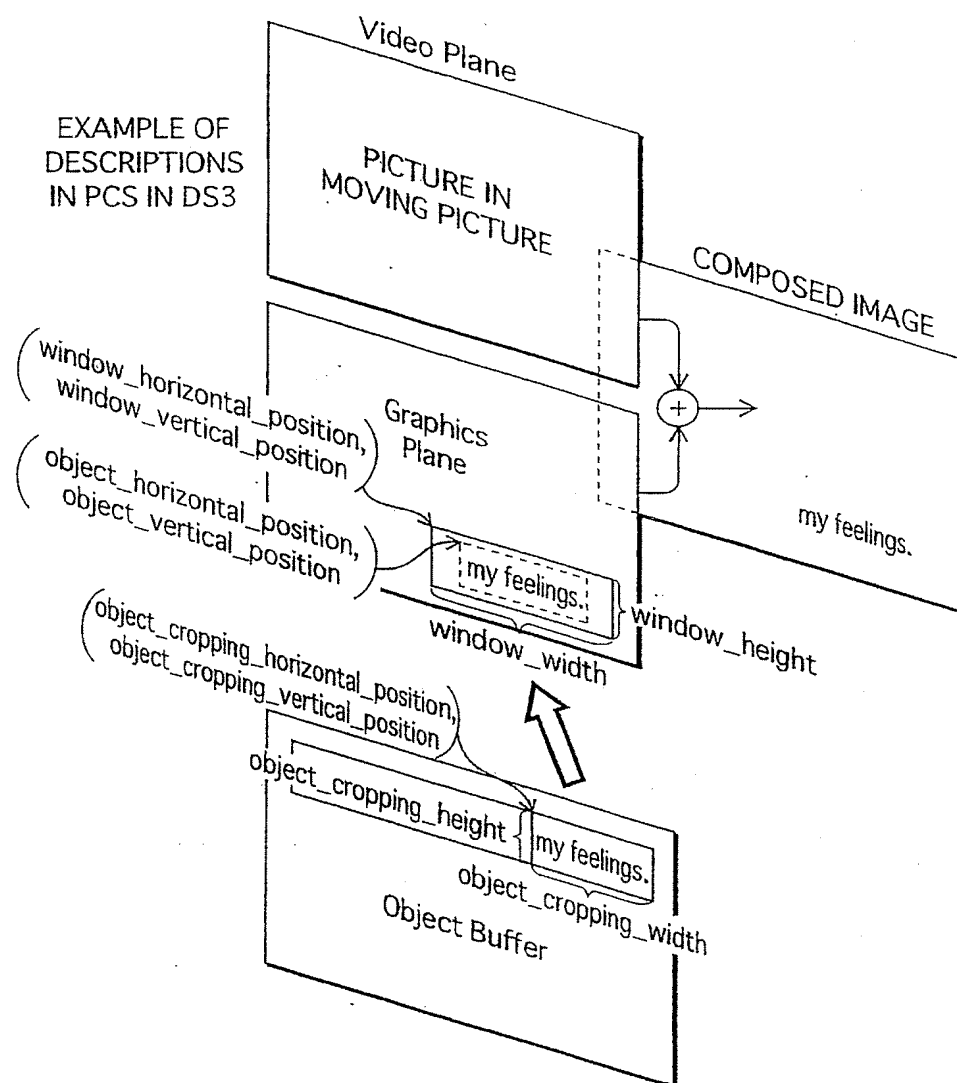 Video Plane
EXAMPLE OF
DESCRIPTIONS
IN PCS IN DS3
PICTURE IN
MOVING PICTURE
COMPOSED IMAGE
(window_horizontal_position,
window_vertical_position)
Graphics
Plane
(object_horizontal_position,
object_vertical_position)
+
my feelings.
my feelings.
window_height
window_width
(object_cropping_horizontal_position,
object_cropping_vertical_position)
object_cropping_height
my feelings.
object_cropping_width
Object Buffer